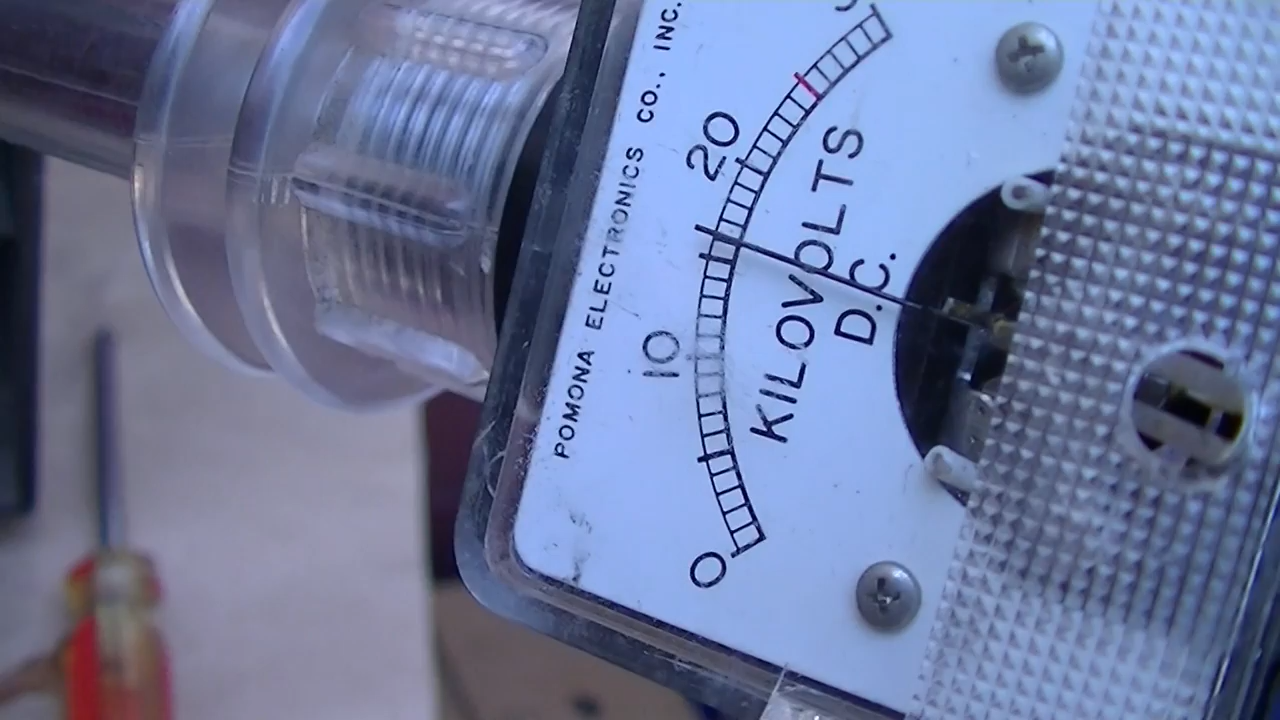 POMONA ELECTRONICS CO., INC.
0
10
20
KILOVOLTS
D.C.